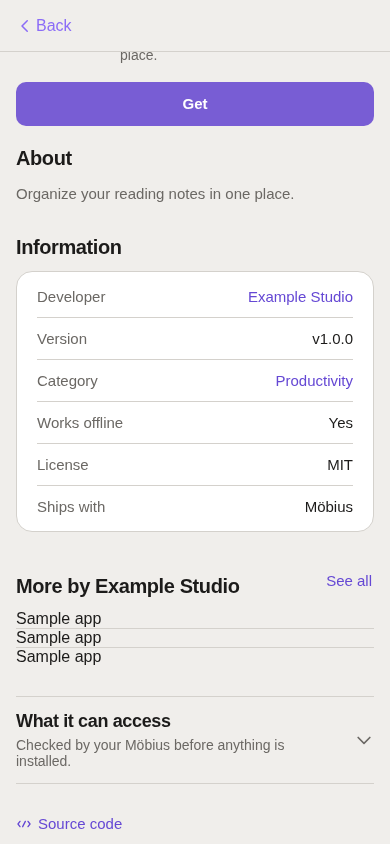 Back
place.
Get
About
Organize your reading notes in one place.
Information
Developer Example Studio
Version v1.0.0
Category Productivity
Works offline Yes
License MIT
Ships with Möbius
More by Example Studio See all
Sample app
Sample app
Sample app
What it can access
Checked by your Möbius before anything is
installed.
Source code